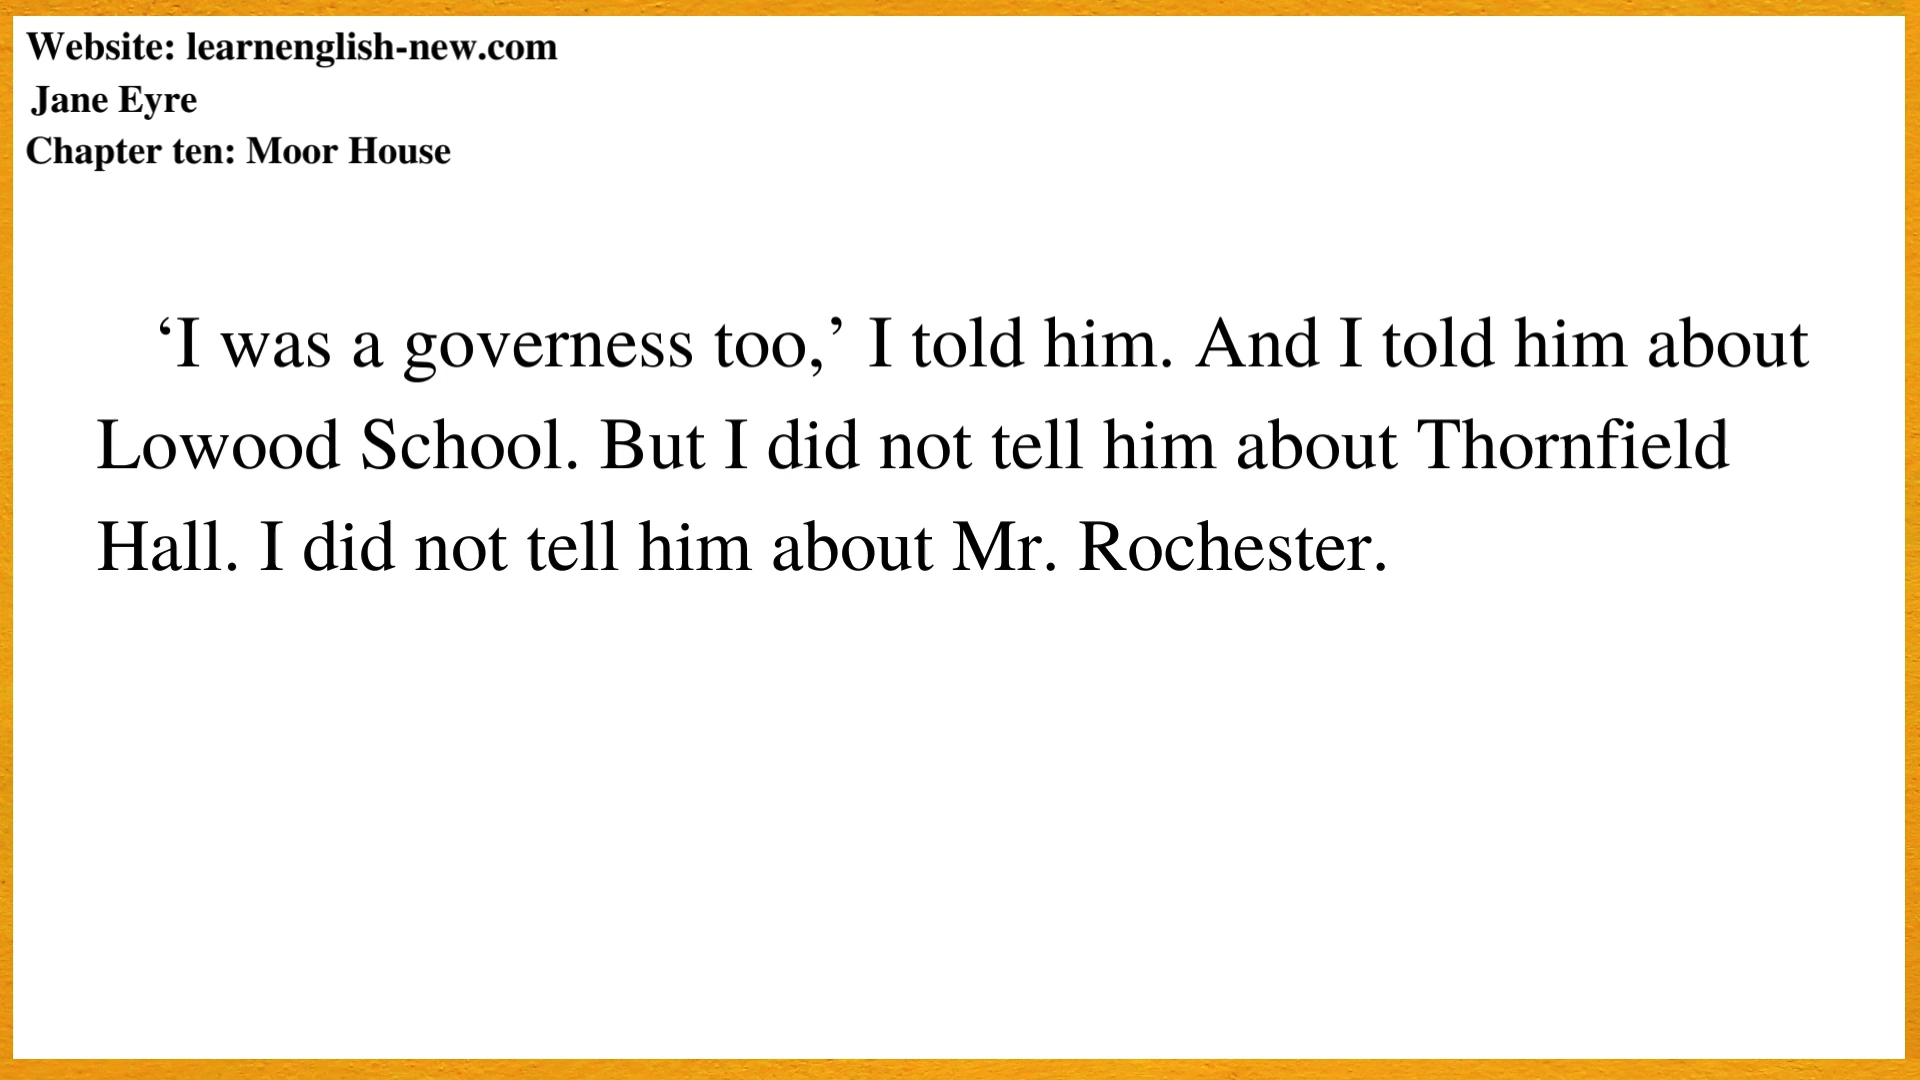 Website: learnenglish-new.com
Jane Eyre
Chapter ten: Moor House
‘I was a governess too,’ I told him. And I told him about
Lowood School. But I did not tell him about Thornfield
Hall. I did not tell him about Mr. Rochester.